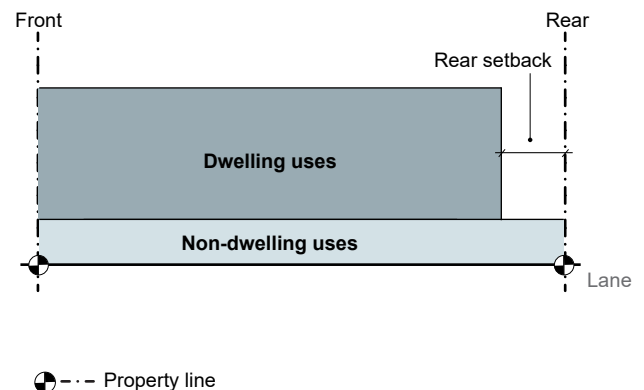 Front
Rear
Rear setback
Dwelling uses
Non-dwelling uses
Lane
Property line